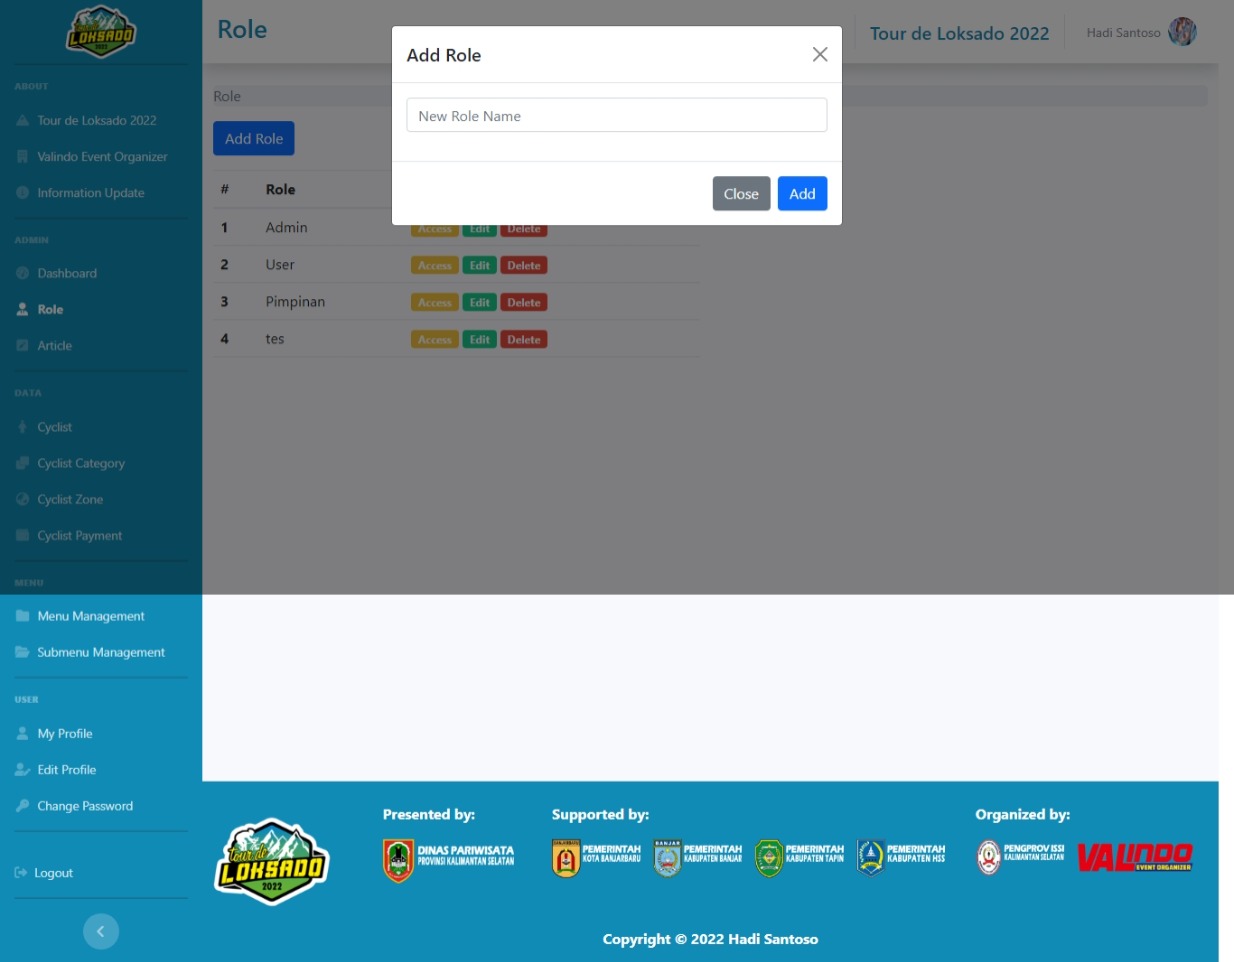 tour de
LOKSADO
2022
ABOUT
Tour de Loksado 2022
Valindo Event Organizer
Information Update
ADMIN
Dashboard
Role
Article
DATA
Cyclist
Cyclist Category
Cyclist Zone
Cyclist Payment
MENU
Menu Management
Submenu Management
USER
My Profile
Edit Profile
Change Password
Logout
Role
Tour de Loksado 2022
Hadi Santoso
Role
Add Role
# Role
1 Admin Access Edit Delete
2 User Access Edit Delete
3 Pimpinan Access Edit Delete
4 tes Access Edit Delete
Add Role
New Role Name
Close Add
tour de
LOKSADO
2022
Presented by:
DINAS PARIWISATA
PROVINSI KALIMANTAN SELATAN
Supported by:
BANJARBARU
PEMERINTAH
KOTA BANJARBARU
BANJAR
PEMERINTAH
KABUPATEN BANJAR
PEMERINTAH
KABUPATEN TAPIN
PEMERINTAH
KABUPATEN HSS
Organized by:
PENGPROV ISSI
KALIMANTAN SELATAN
VALINDO
EVENT ORGANIZER
Copyright © 2022 Hadi Santoso